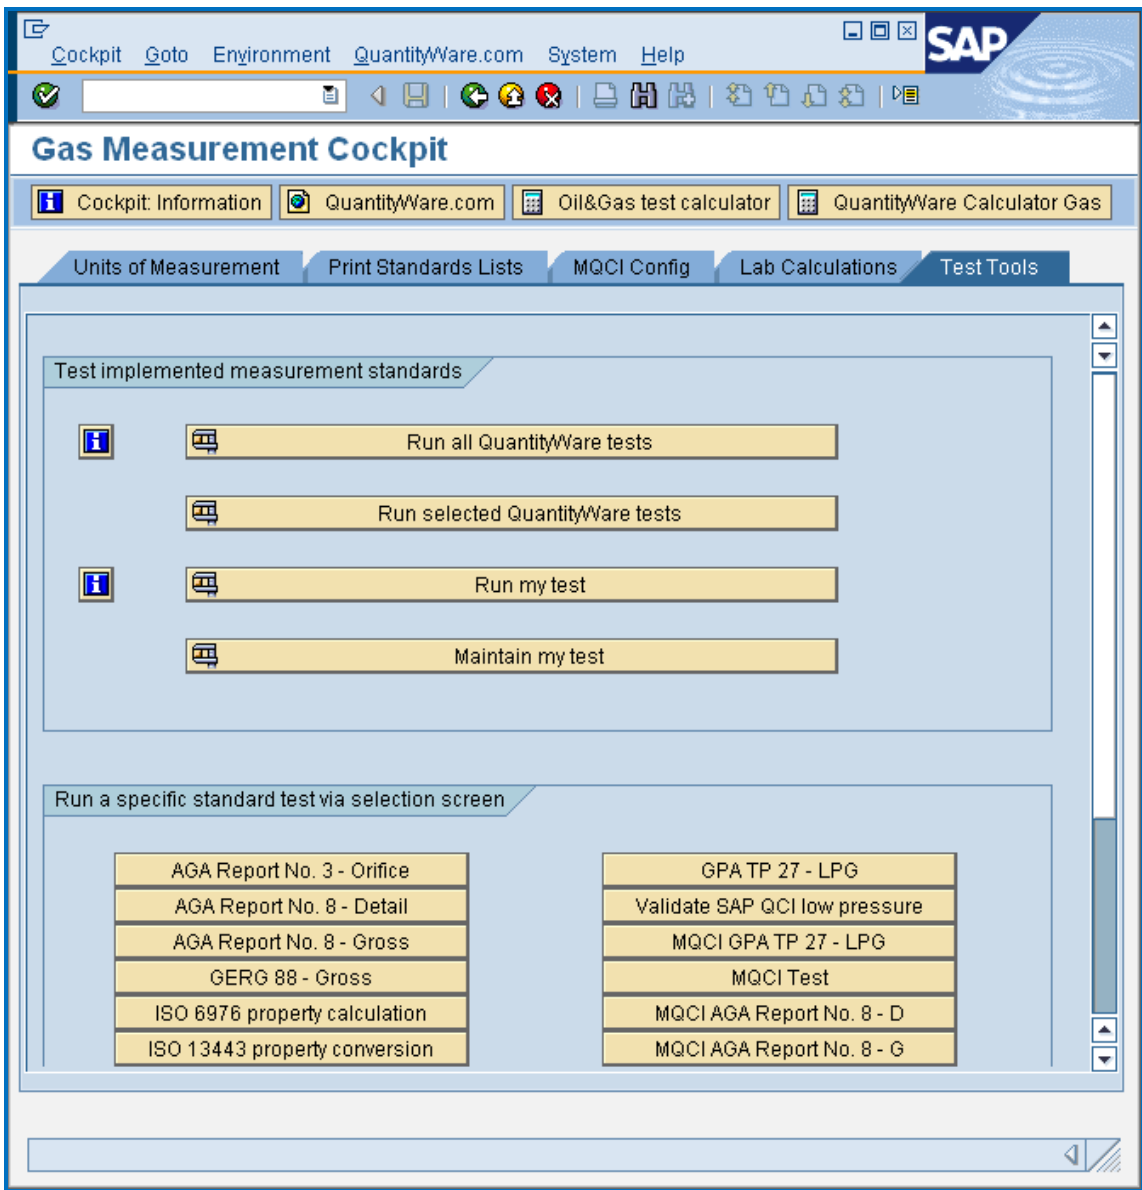 Cockpit Goto Environment QuantityWare.com System Help
SAP
Gas Measurement Cockpit
Cockpit: Information QuantityWare.com Oil&Gas test calculator QuantityWare Calculator Gas
Units of Measurement Print Standards Lists MQCI Config Lab Calculations Test Tools
Test implemented measurement standards
Run all QuantityWare tests
Run selected QuantityWare tests
Run my test
Maintain my test
Run a specific standard test via selection screen
AGA Report No. 3 - Orifice GPA TP 27 - LPG
AGA Report No. 8 - Detail Validate SAP QCI low pressure
AGA Report No. 8 - Gross MQCI GPA TP 27 - LPG
GERG 88 - Gross MQCI Test
ISO 6976 property calculation MQCI AGA Report No. 8 - D
ISO 13443 property conversion MQCI AGA Report No. 8 - G